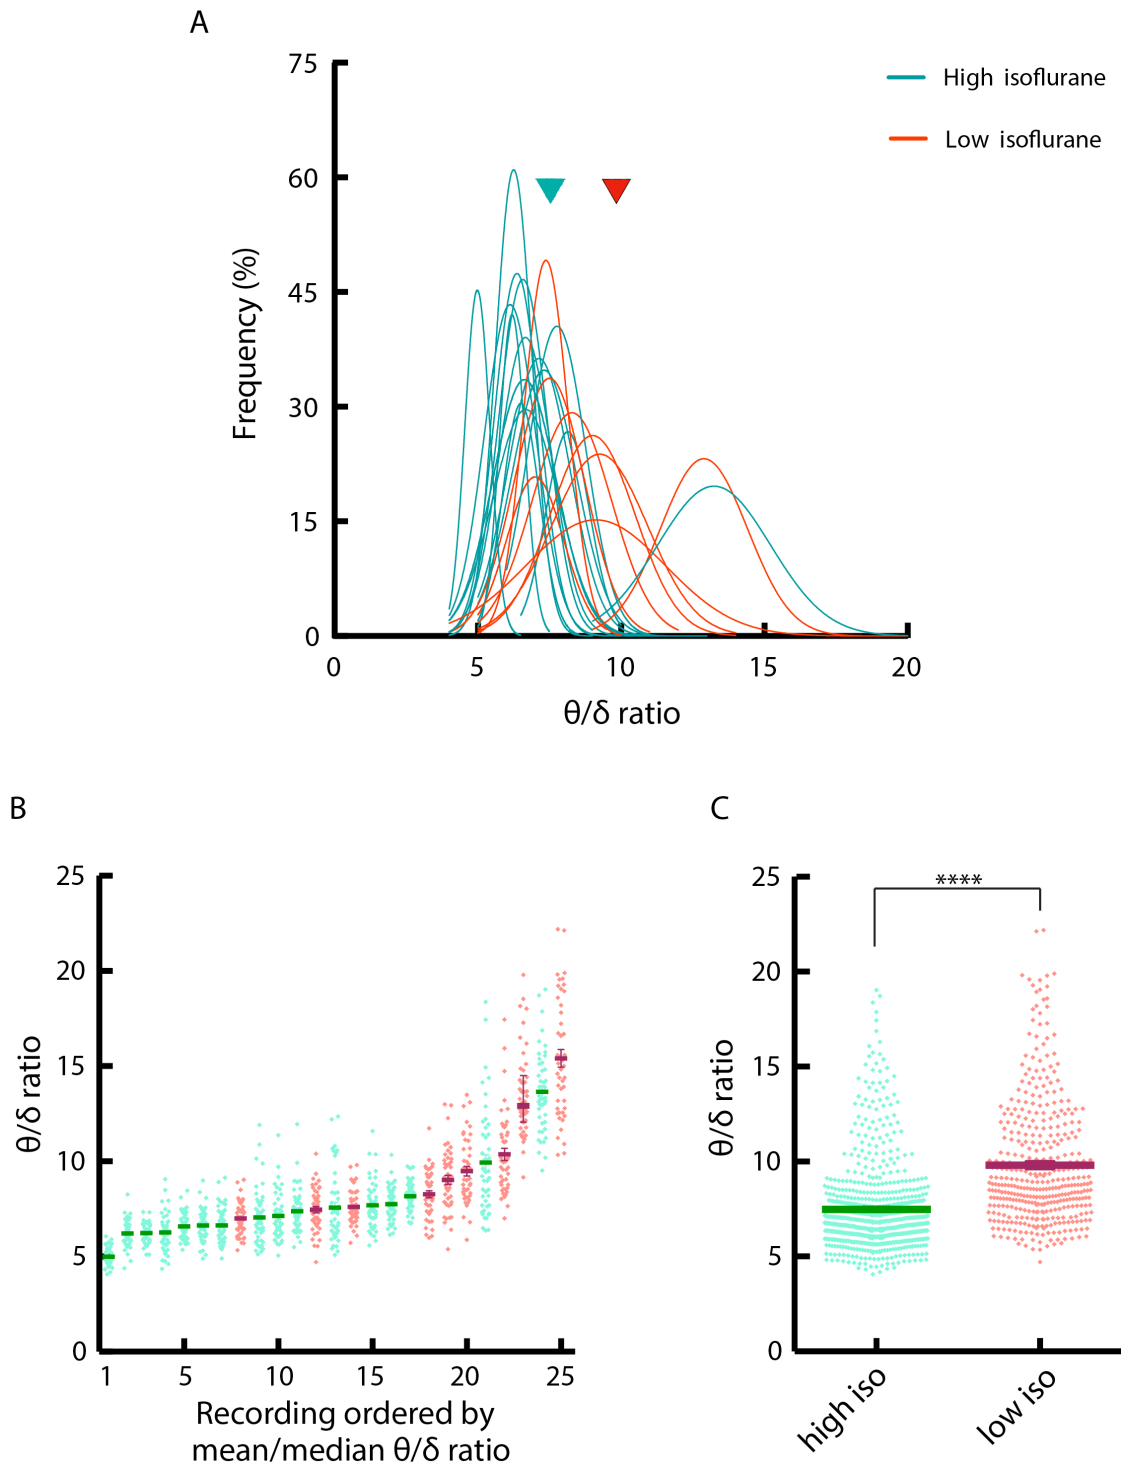 A
High isoflurane
Low isoflurane
75
60
45
30
15
0
Frequency (%)
0 5 10 15 20
θ/δ ratio
B
25
20
15
10
5
0
θ/δ ratio
1 5 10 15 20 25
Recording ordered by
mean/median θ/δ ratio
C
25
20
15
10
5
0
θ/δ ratio
****
high iso
low iso